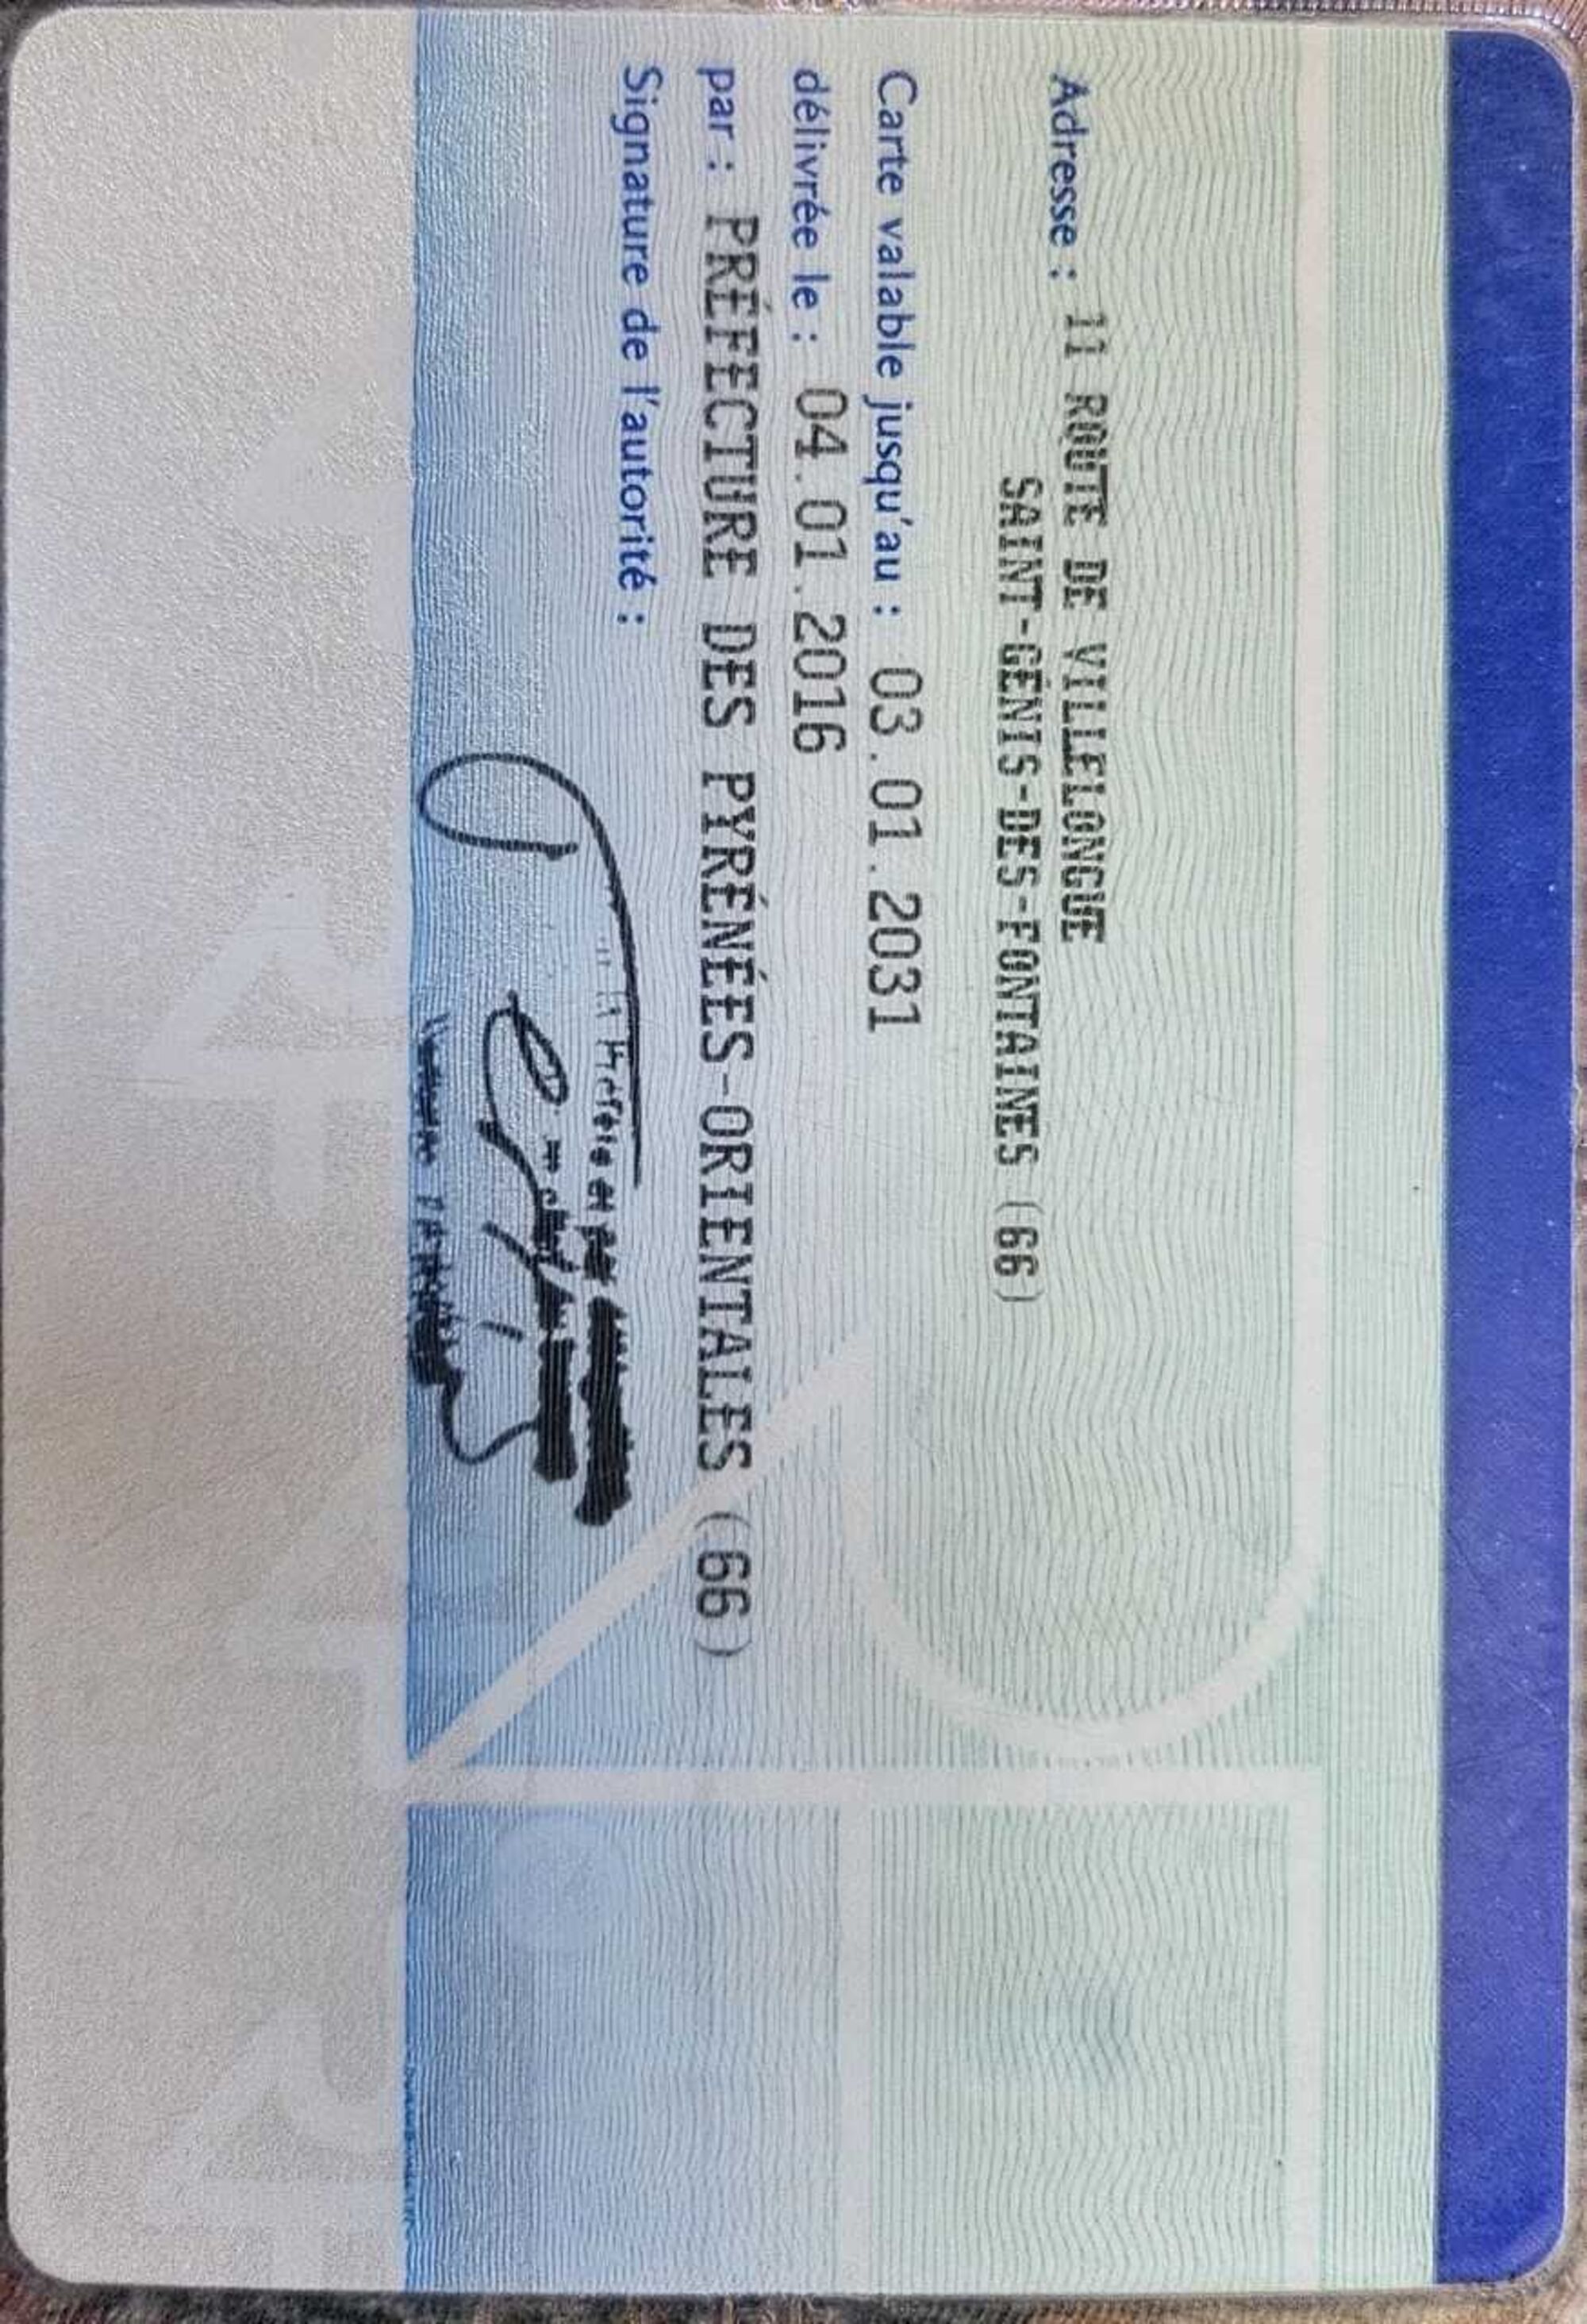 Adresse : 11 ROUTE DE VILLELONGUE
SAINT-GÉNIS-DES-FONTAINES (66)
Carte valable jusqu'au : 03.01.2031
délivrée le : 04.01.2016
par : PRÉFECTURE DES PYRÉNÉES-ORIENTALES (66)
Signature de l'autorité :